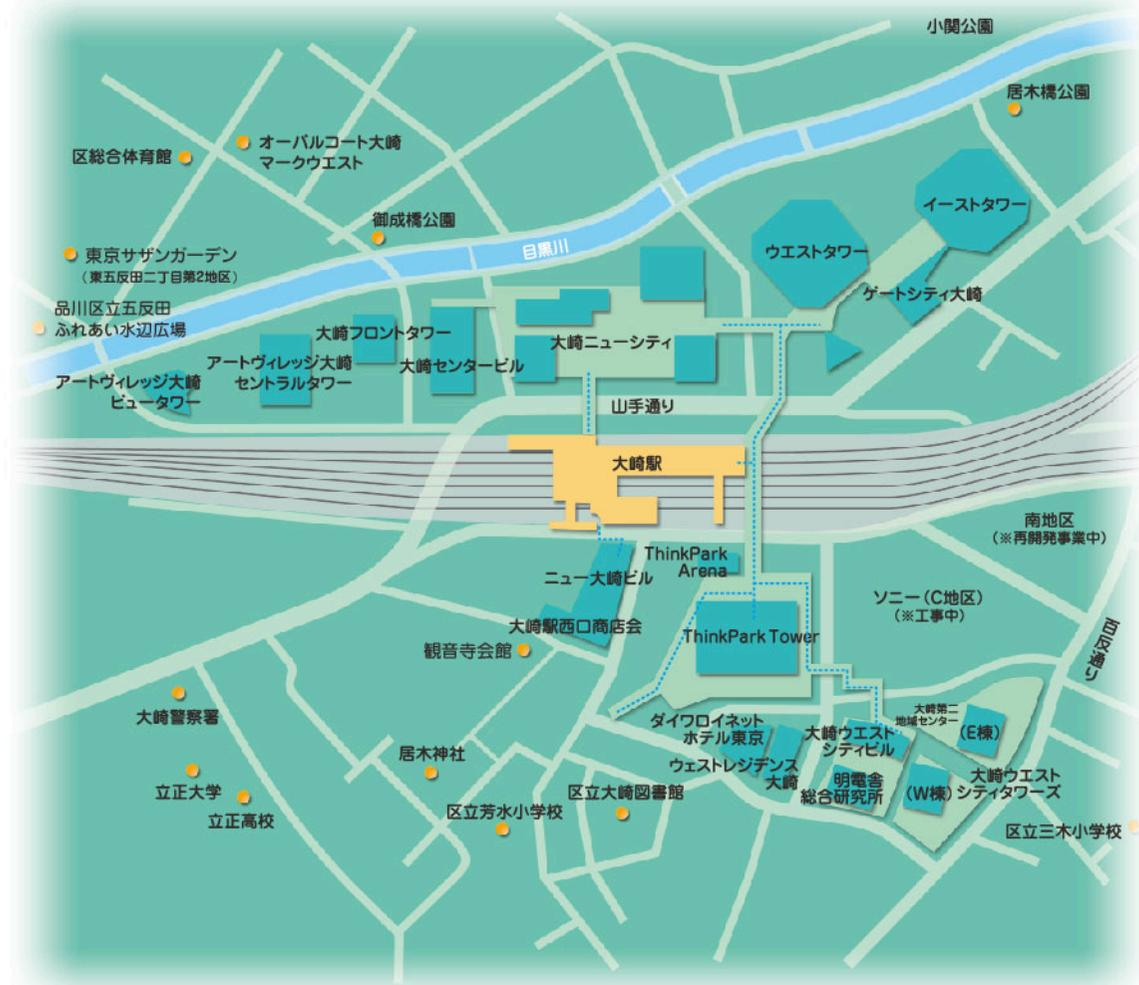 小関公園
居木橋公園
オーバルコート大崎
マークウエスト
区総合体育館
イーストタワー
御成橋公園
目黒川
ウエストタワー
東京サザンガーデン
(東五反田二丁目第2地区)
ゲートシティ大崎
品川区立五反田
ふれあい水辺広場
大崎フロントタワー
大崎ニューシティ
アートヴィレッジ大崎
セントラルタワー
大崎センタービル
アートヴィレッジ大崎
ビュータワー
山手通り
大崎駅
南地区
(※再開発事業中)
ThinkPark
Arena
ニュー大崎ビル
ソニー(C地区)
(※工事中)
大崎駅西口商店会
ThinkPark Tower
百反通り
観音寺会館
大崎警察署
ダイワロイネット
ホテル東京
大崎第二
地域センター
(E棟)
大崎ウエスト
シティビル
居木神社
ウェストレジデンス
大崎
明電舎
総合研究所
(W棟)
大崎ウエスト
シティタワーズ
立正大学
立正高校
区立芳水小学校
区立大崎図書館
区立三木小学校